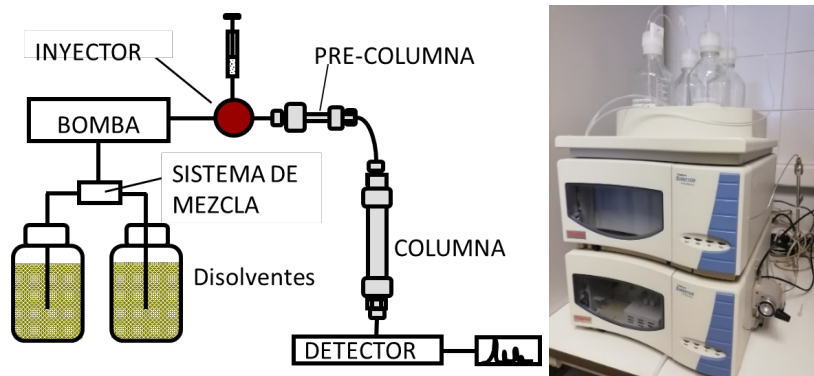 INYECTOR
PRE-COLUMNA
BOMBA
SISTEMA DE
MEZCLA
COLUMNA
Disolventes
DETECTOR